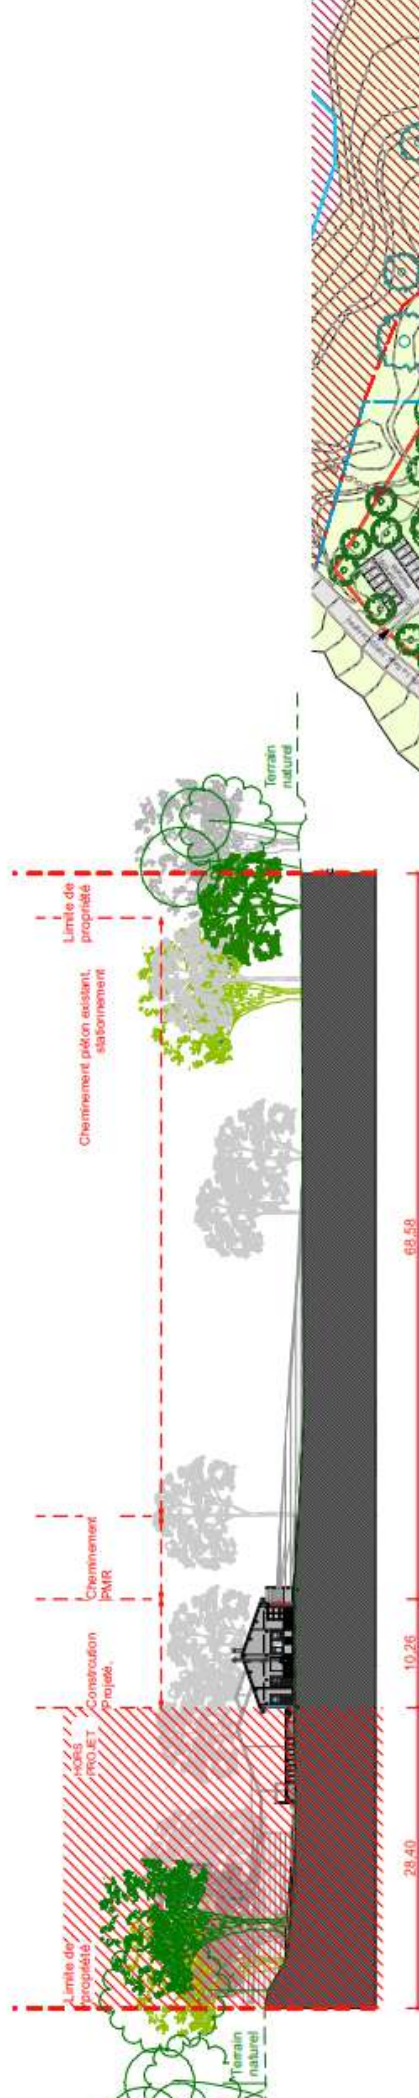 Limite de
propriété
HORS
PROJET
Constrcution
Projeté.
Cheminement
PMR
Cheminement piéton existant,
stationnement
Limite de
propriété
Terrain
naturel
Terrain
naturel
28.40
10.26
68.58